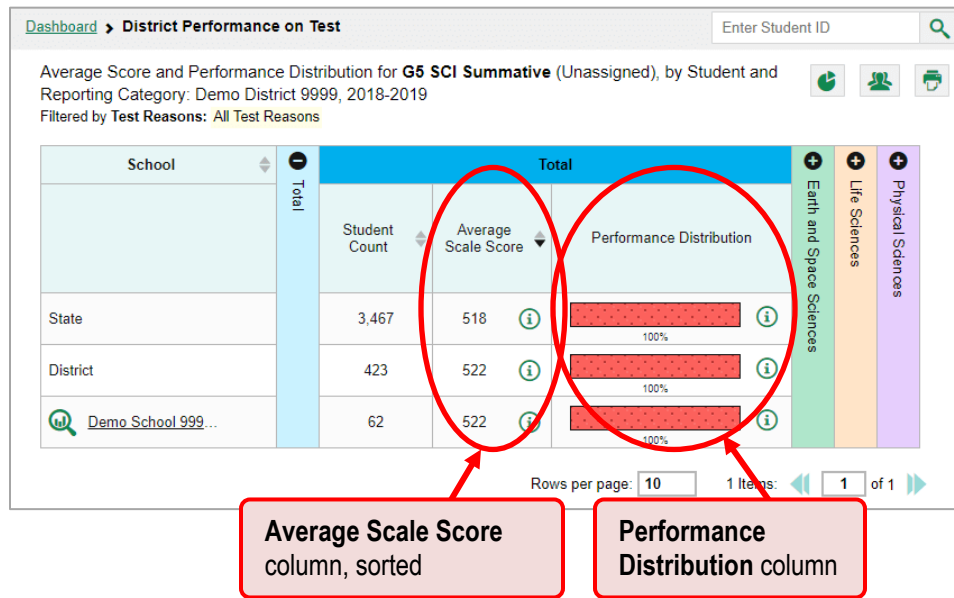 Dashboard > District Performance on Test
Enter Student ID
Average Score and Performance Distribution for G5 SCI Summative (Unassigned), by Student and
Reporting Category: Demo District 9999, 2018-2019
Filtered by Test Reasons: All Test Reasons
School
Total
Total
Earth and Space Sciences
Life Sciences
Physical Sciences
Student
Count
Average
Scale Score
Performance Distribution
State
3,467
518
100%
District
423
522
100%
Demo School 999...
62
522
100%
Rows per page: 10
1 Items:
1 of 1
Average Scale Score
column, sorted
Performance
Distribution column